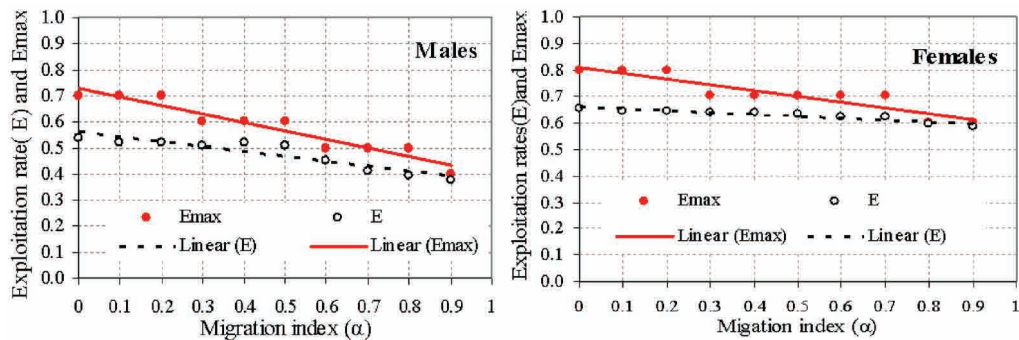 Exploitation rate( E) and Emax
1.0
0.9
0.8
0.7
0.6
0.5
0.4
0.3
0.2
0.1
0.0
Males
Emax
E
Linear (E)
Linear (Emax)
0 0.1 0.2 0.3 0.4 0.5 0.6 0.7 0.8 0.9 1
Migration index (α)
Exploitation rates(E)and Emax
1.0
0.9
0.8
0.7
0.6
0.5
0.4
0.3
0.2
0.1
0.0
Females
Emax
E
Linear (Emax)
Linear (E)
0 0.1 0.2 0.3 0.4 0.5 0.6 0.7 0.8 0.9 1
Migation index (α)